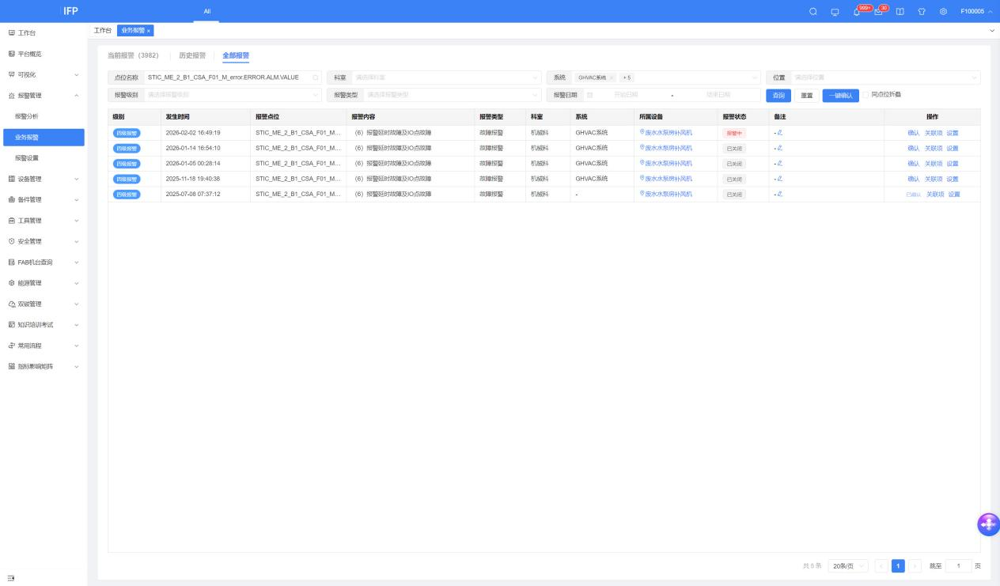 IFP All 999+ 30 F100005
工作台 业务报警 ×
工作台
平台概览
可视化
报警管理
报警分析
业务报警
报警设置
设备管理
备件管理
工具管理
安全管理
FAB机台查询
能源管理
双碳管理
知识培训考试
常用流程
指标影响矩阵
当前报警（3982） 历史报警 全部报警
点位名称 STIC_ME_2_B1_CSA_F01_M_error.ERROR.ALM.VALUE 科室 请选择科室 系统 GHVAC系统 × + 5 位置 请选择位置
报警级别 请选择报警级别 报警类型 请选择报警类型 报警日期 开始日期 - 结束日期 查询 重置 一键确认 同点位折叠
级别 发生时间 报警点位 报警内容 报警类型 科室 系统 所属设备 报警状态 备注 操作
四级报警 2026-02-02 16:49:19 STIC_ME_2_B1_CSA_F01_M... （6）报警延时故障及IO点故障 故障报警 机械科 GHVAC系统 废水水泵房补风机 报警中 - 确认 关联项 设置
四级报警 2026-01-14 16:54:10 STIC_ME_2_B1_CSA_F01_M... （6）报警延时故障及IO点故障 故障报警 机械科 GHVAC系统 废水水泵房补风机 已关闭 - 确认 关联项 设置
四级报警 2026-01-05 00:28:14 STIC_ME_2_B1_CSA_F01_M... （6）报警延时故障及IO点故障 故障报警 机械科 GHVAC系统 废水水泵房补风机 已关闭 - 确认 关联项 设置
四级报警 2025-11-18 19:40:38 STIC_ME_2_B1_CSA_F01_M... （6）报警延时故障及IO点故障 故障报警 机械科 GHVAC系统 废水水泵房补风机 已关闭 - 确认 关联项 设置
四级报警 2025-07-08 07:37:12 STIC_ME_2_B1_CSA_F01_M... （6）报警延时故障及IO点故障 故障报警 机械科 - 废水水泵房补风机 已关闭 - 已确认 关联项 设置
共 5 条 20条/页 < 1 > 跳至 1 页